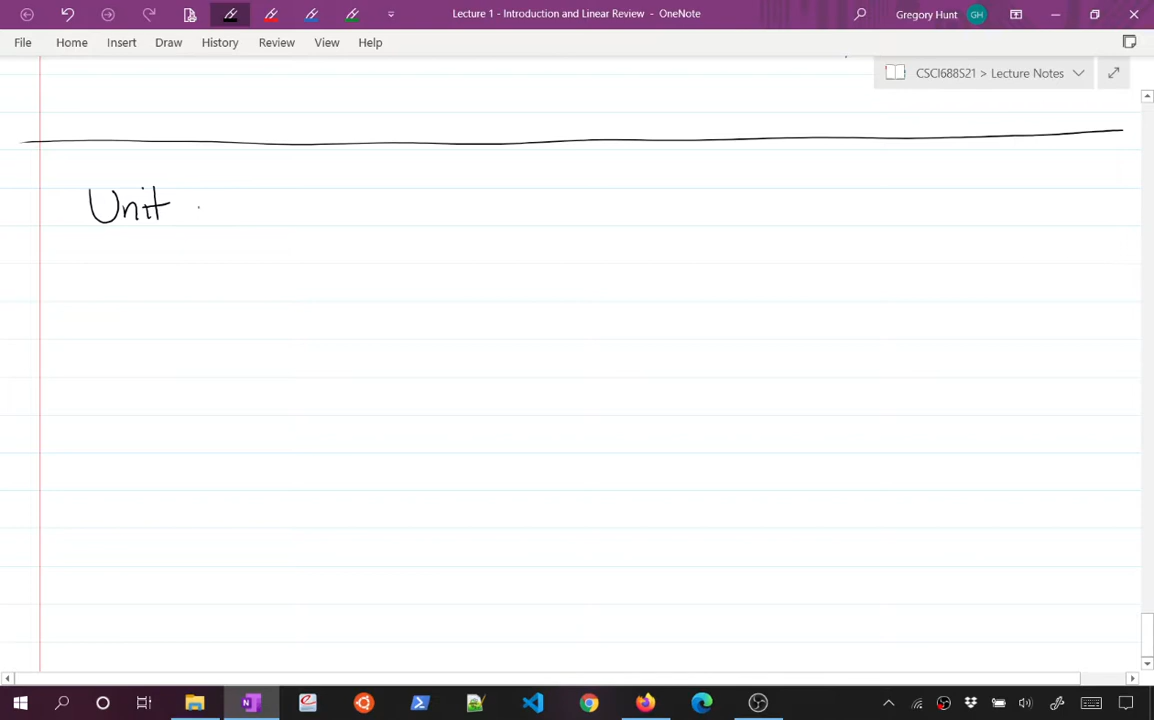 Lecture 1 - Introduction and Linear Review - OneNote
Gregory Hunt
GH
File Home Insert Draw History Review View Help
CSCI688S21 > Lecture Notes
Unit